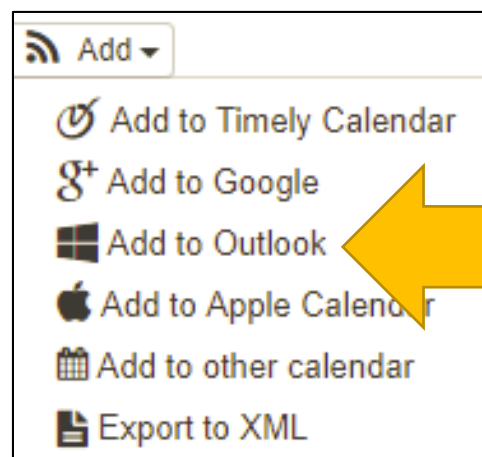 Add
Add to Timely Calendar
g+ Add to Google
Add to Outlook
Add to Apple Calendar
Add to other calendar
Export to XML